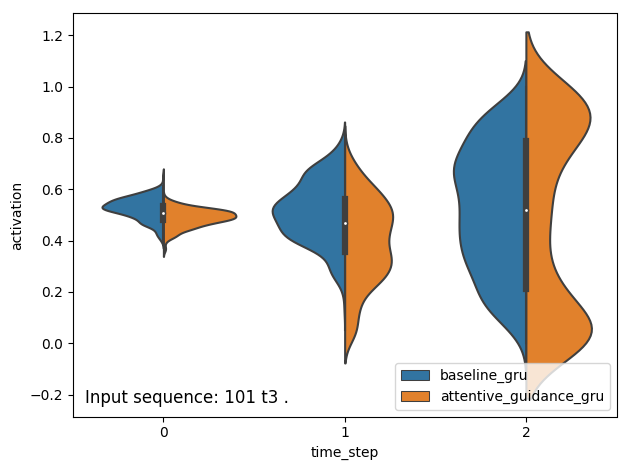 1.2
1.0
0.8
0.6
0.4
0.2
0.0
−0.2
activation
Input sequence: 101 t3 .
baseline_gru
attentive_guidance_gru
0
1
2
time_step